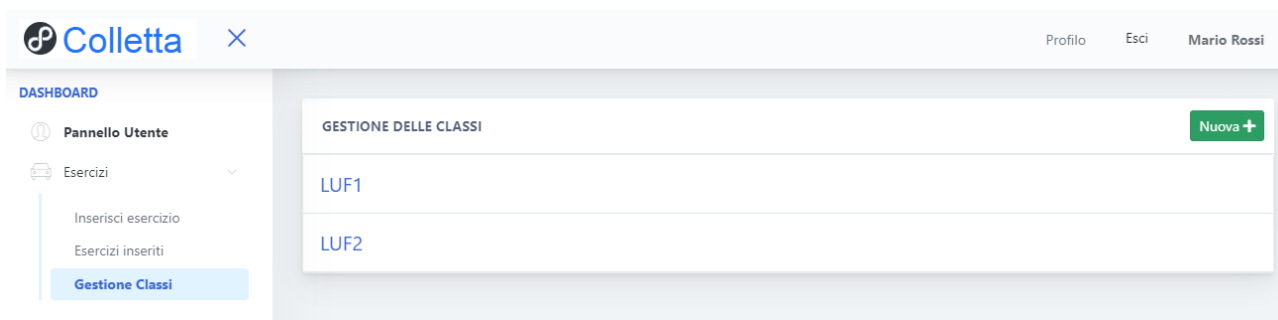 Colletta
Profilo Esci Mario Rossi
DASHBOARD
Pannello Utente
Esercizi
Inserisci esercizio
Esercizi inseriti
Gestione Classi
GESTIONE DELLE CLASSI
Nuova +
LUF1
LUF2